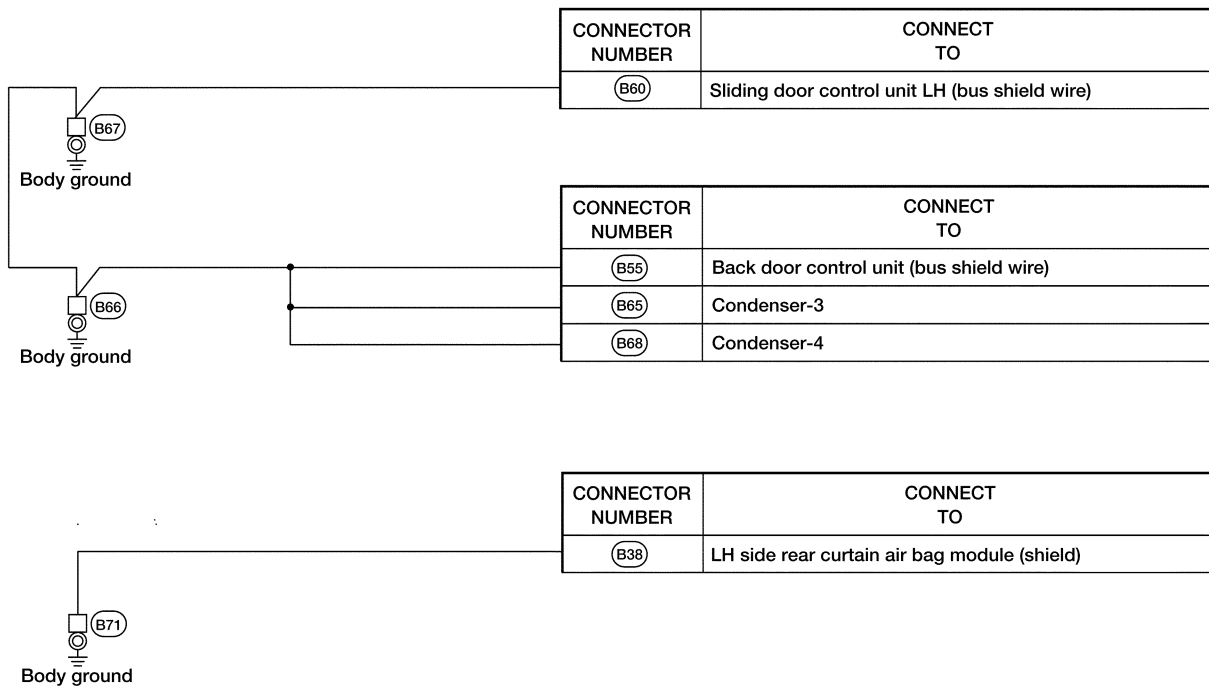 CONNECTOR NUMBER
CONNECT TO
B60
Sliding door control unit LH (bus shield wire)
B67
Body ground
CONNECTOR NUMBER
CONNECT TO
B55
Back door control unit (bus shield wire)
B66
B65
Condenser-3
B68
Condenser-4
Body ground
CONNECTOR NUMBER
CONNECT TO
B38
LH side rear curtain air bag module (shield)
B71
Body ground